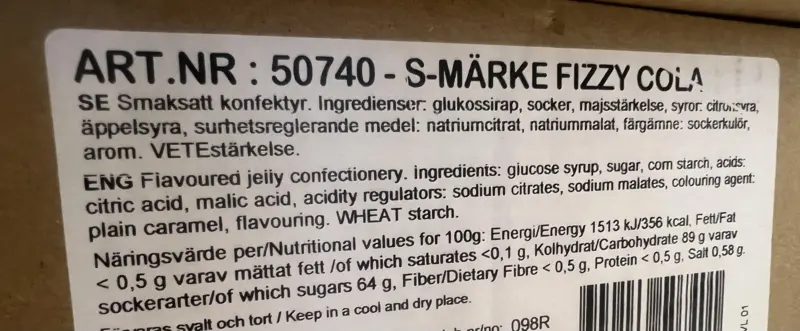 ART.NR : 50740 - S-MÄRKE FIZZY COLA
SE Smaksatt konfektyr. Ingredienser: glukossirap, socker, majsstärkelse, syror: citronsyra,
äppelsyra, surhetsreglerande medel: natriumcitrat, natriummalat, färgämne: sockerkulör,
arom. VETEstärkelse.
ENG Flavoured jelly confectionery. ingredients: glucose syrup, sugar, corn starch, acids:
citric acid, malic acid, acidity regulators: sodium citrates, sodium malates, colouring agent:
plain caramel, flavouring. WHEAT starch.
Näringsvärde per/Nutritional values for 100g: Energi/Energy 1513 kJ/356 kcal, Fett/Fat
< 0,5 g varav mättat fett /of which saturates <0,1 g, Kolhydrat/Carbohydrate 89 g varav
sockerarter/of which sugars 64 g, Fiber/Dietary Fibre < 0,5 g, Protein < 0,5 g, Salt 0,58 g.
svalt och tort / Keep in a cool and dry place.
098R
VL 01